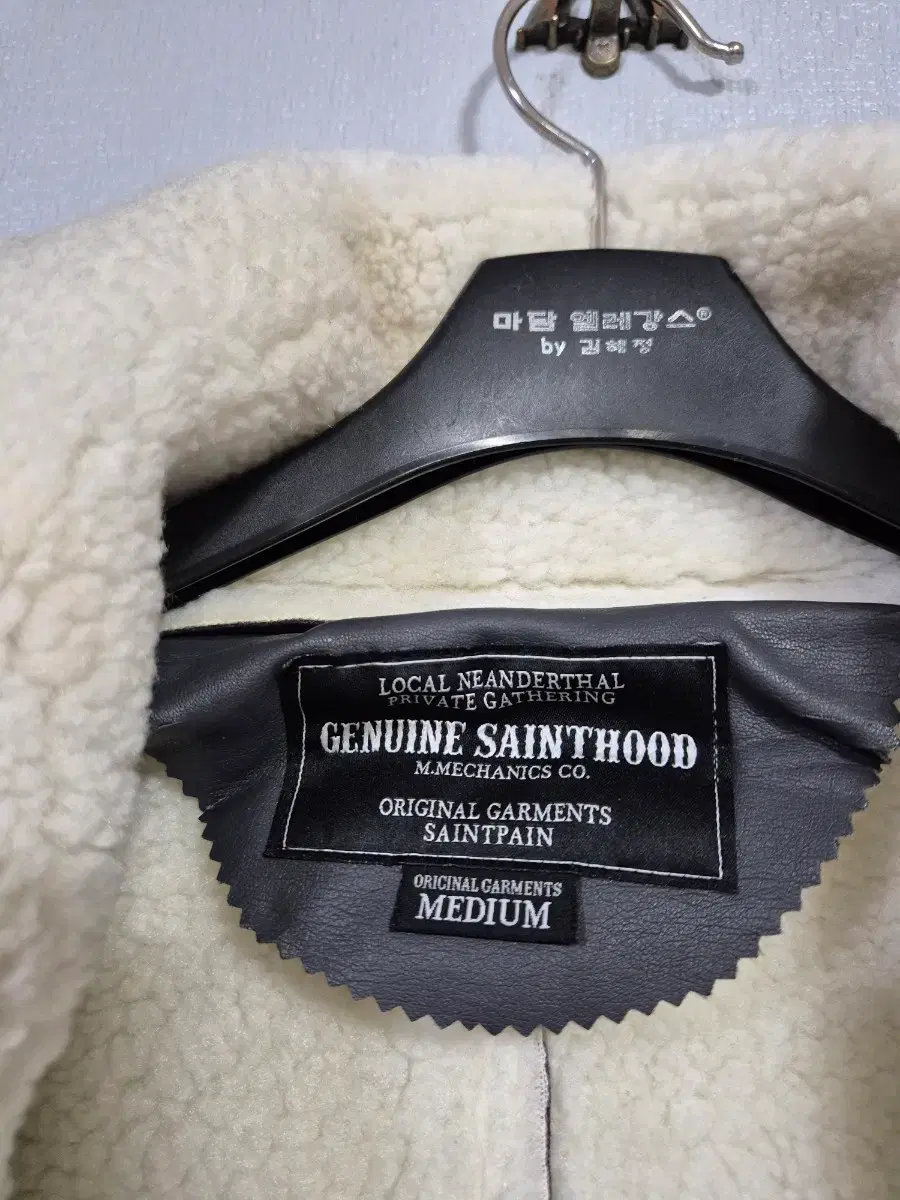 마담 엘레강스®
by 김혜정
LOCAL NEANDERTHAL
PRIVATE GATHERING
GENUINE SAINTHOOD
M.MECHANICS CO.
ORIGINAL GARMENTS
SAINTPAIN
ORIGINAL GARMENTS
MEDIUM